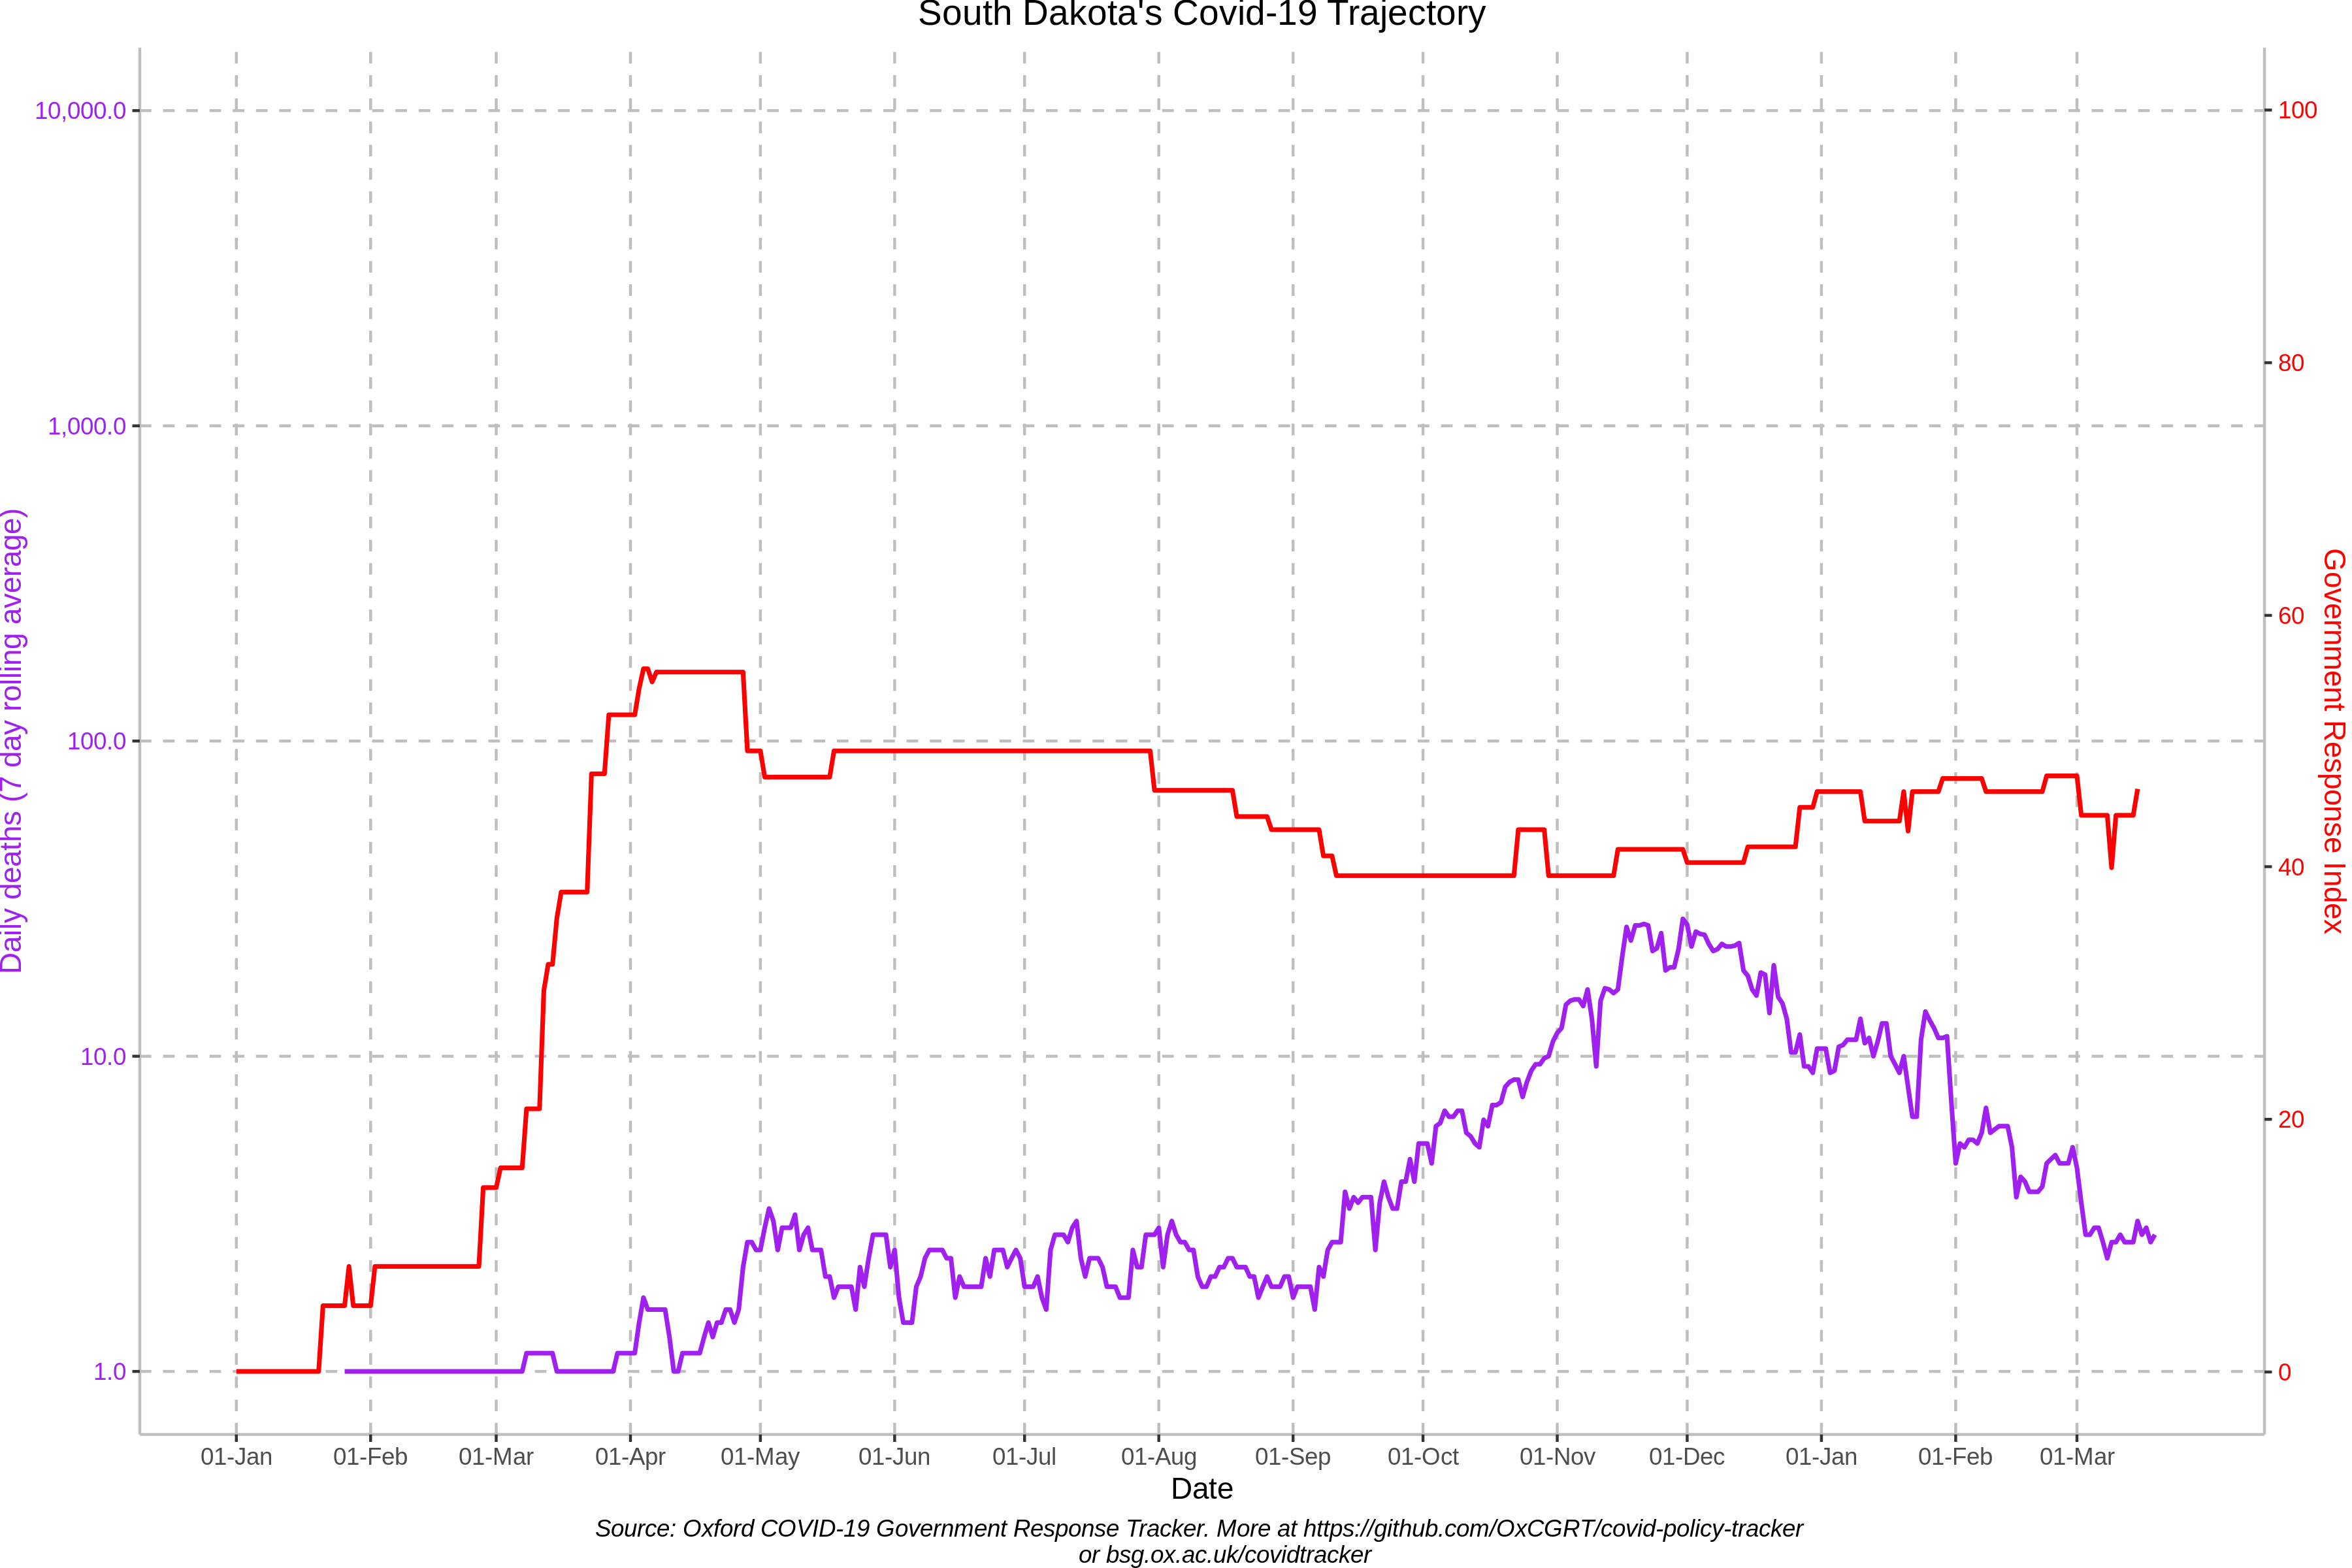 South Dakota's Covid-19 Trajectory
10,000.0
1,000.0
100.0
10.0
1.0
Daily deaths (7 day rolling average)
100
80
60
40
20
0
Government Response Index
01-Jan 01-Feb 01-Mar 01-Apr 01-May 01-Jun 01-Jul 01-Aug 01-Sep 01-Oct 01-Nov 01-Dec 01-Jan 01-Feb 01-Mar
Date
Source: Oxford COVID-19 Government Response Tracker. More at https://github.com/OxCGRT/covid-policy-tracker
or bsg.ox.ac.uk/covidtracker